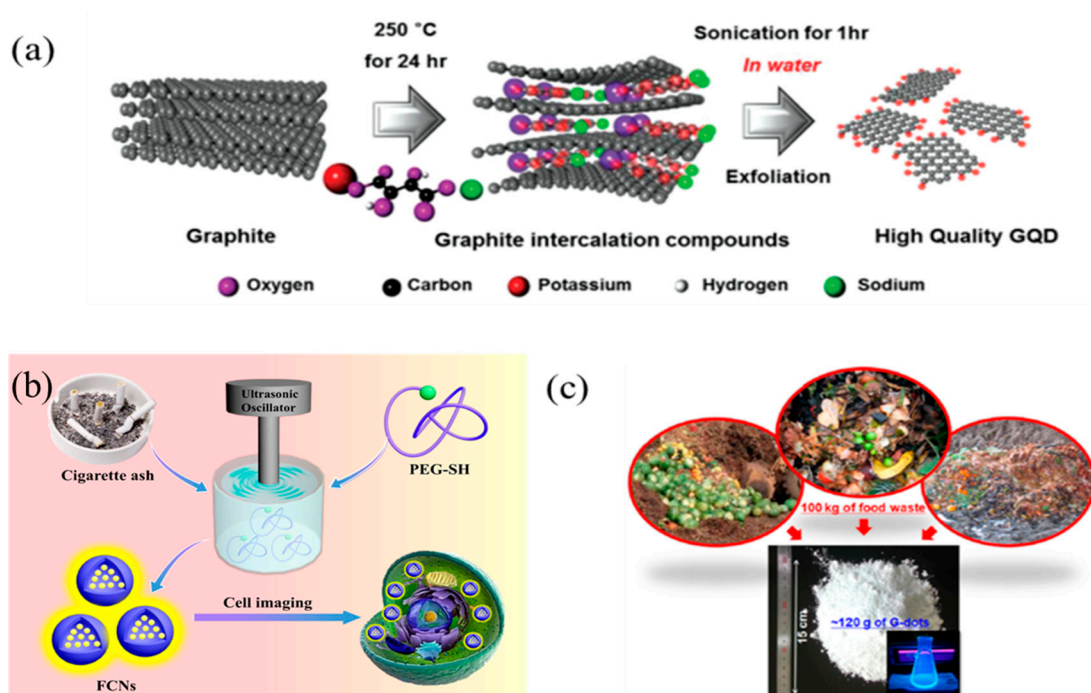 (a)
250 °C
for 24 hr
Sonication for 1hr
In water
Exfoliation
Graphite
Graphite intercalation compounds
High Quality GQD
Oxygen
Carbon
Potassium
Hydrogen
Sodium
(b)
Ultrasonic
Oscillator
Cigarette ash
PEG-SH
Cell imaging
FCNs
(c)
100 kg of food waste
15 cm
~120 g of G-dots